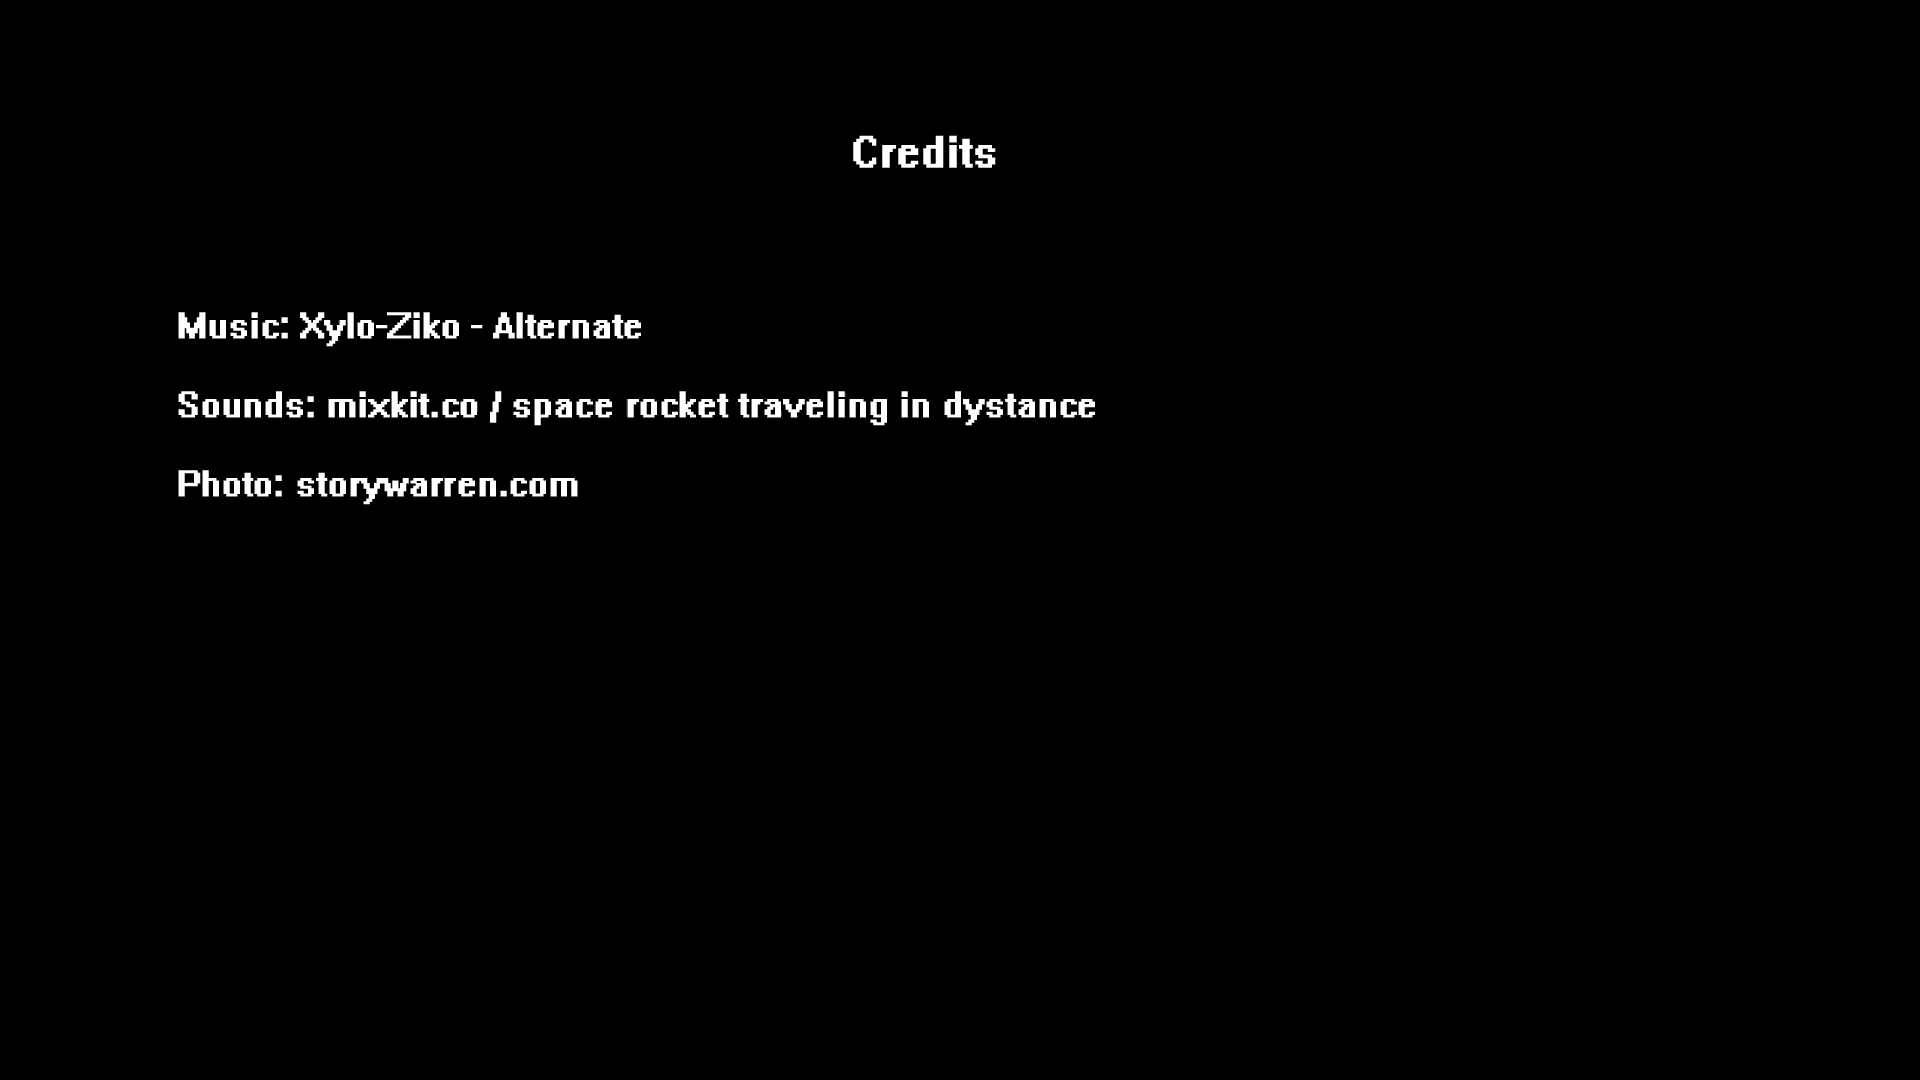 Credits
Music: Xylo-Ziko - Alternate
Sounds: mixkit.co / space rocket traveling in dystance
Photo: storywarren.com